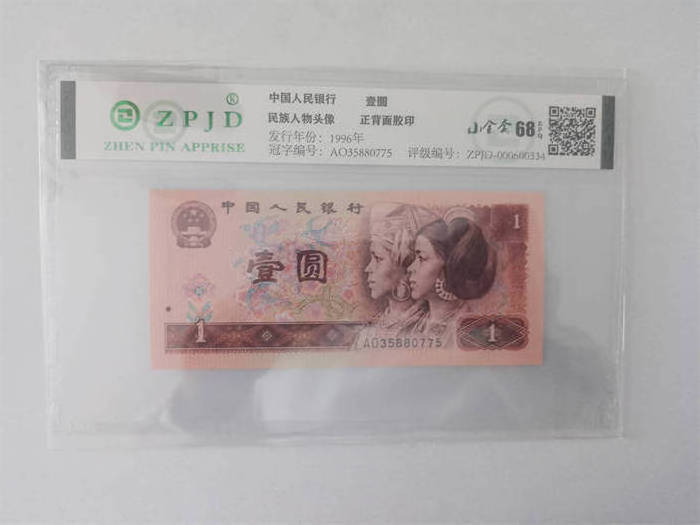 ZPJD®
ZHEN PIN APPRISE
中国人民银行 壹圆
民族人物头像 正背面胶印
发行年份：1996年
冠字编号：AO35880775 评级编号：ZPJD-000600334
68 EPQ
中国人民银行
1
壹圆
1
AO35880775
1